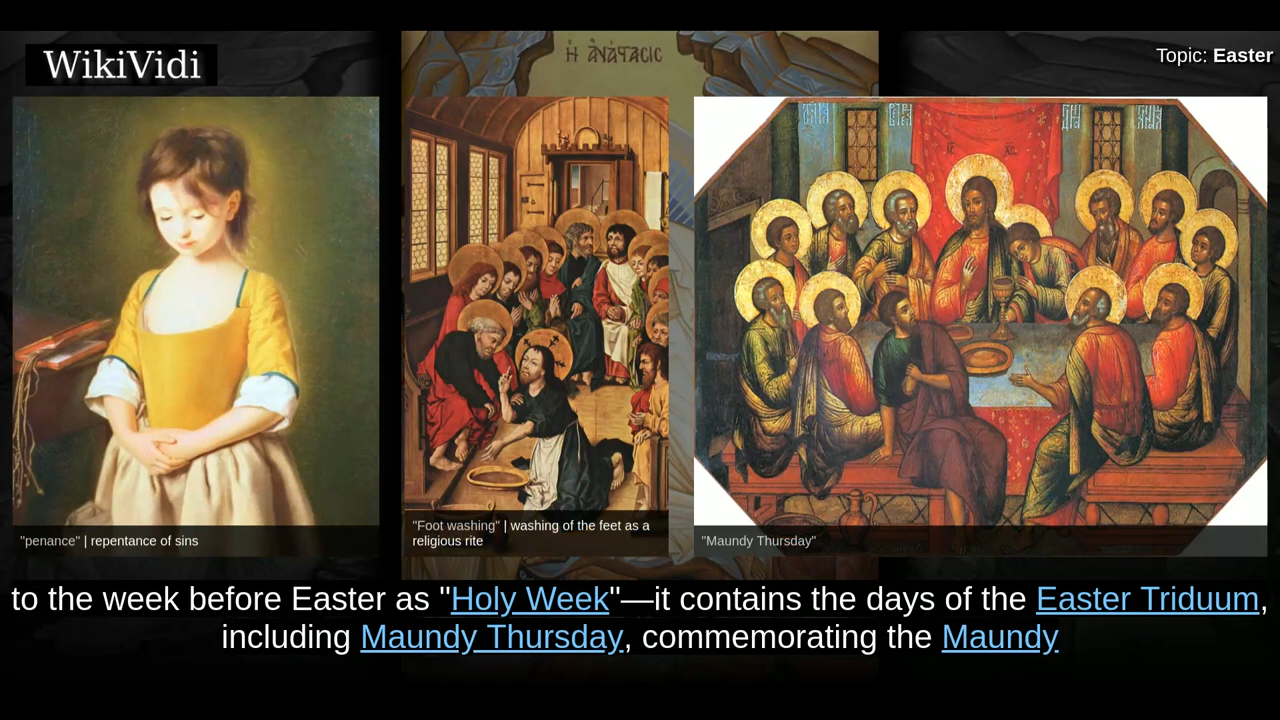 WikiVidi
Topic: Easter
Ἡ ἈΝΆϹΤΑϹΙϹ
"penance" | repentance of sins
"Foot washing" | washing of the feet as a
religious rite
"Maundy Thursday"
to the week before Easter as "Holy Week"—it contains the days of the Easter Triduum,
including Maundy Thursday, commemorating the Maundy